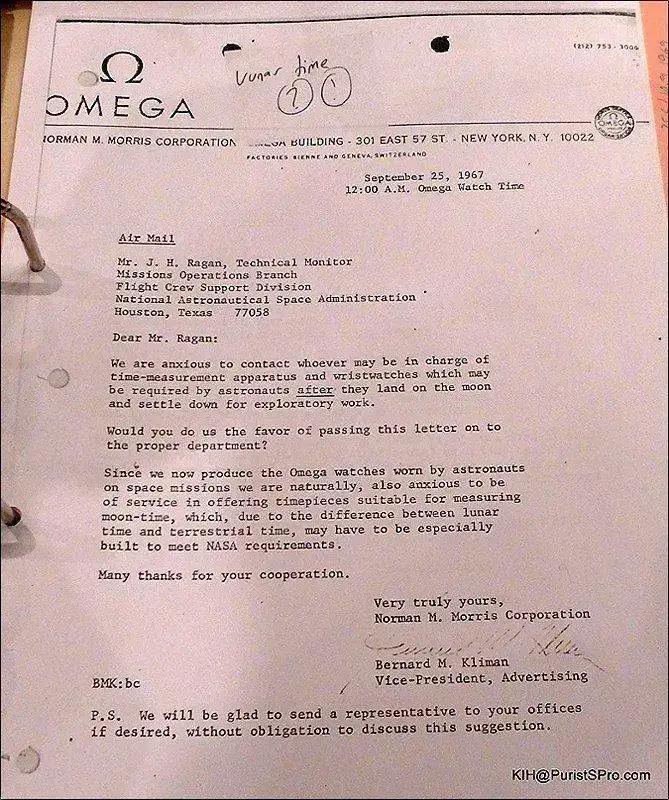 (212) 753-3000
Lunar time
? !
Ω
OMEGA
OMEGA
NORMAN M. MORRIS CORPORATION OMEGA BUILDING - 301 EAST 57 ST. - NEW YORK, N.Y. 10022
FACTORIES BIENNE AND GENEVA, SWITZERLAND
September 25, 1967
12:00 A.M. Omega Watch Time
Air Mail
Mr. J. H. Ragan, Technical Monitor
Missions Operations Branch
Flight Crew Support Division
National Astronautical Space Administration
Houston, Texas 77058
Dear Mr. Ragan:
We are anxious to contact whoever may be in charge of
time-measurement apparatus and wristwatches which may
be required by astronauts after they land on the moon
and settle down for exploratory work.
Would you do us the favor of passing this letter on to
the proper department?
Since we now produce the Omega watches worn by astronauts
on space missions we are naturally, also anxious to be
of service in offering timepieces suitable for measuring
moon-time, which, due to the difference between lunar
time and terrestrial time, may have to be especially
built to meet NASA requirements.
Many thanks for your cooperation.
Very truly yours,
Norman M. Morris Corporation
Bernard M. Kliman
Vice-President, Advertising
BMK:bc
P.S. We will be glad to send a representative to your offices
if desired, without obligation to discuss this suggestion.
KIH@PuristSPro.com